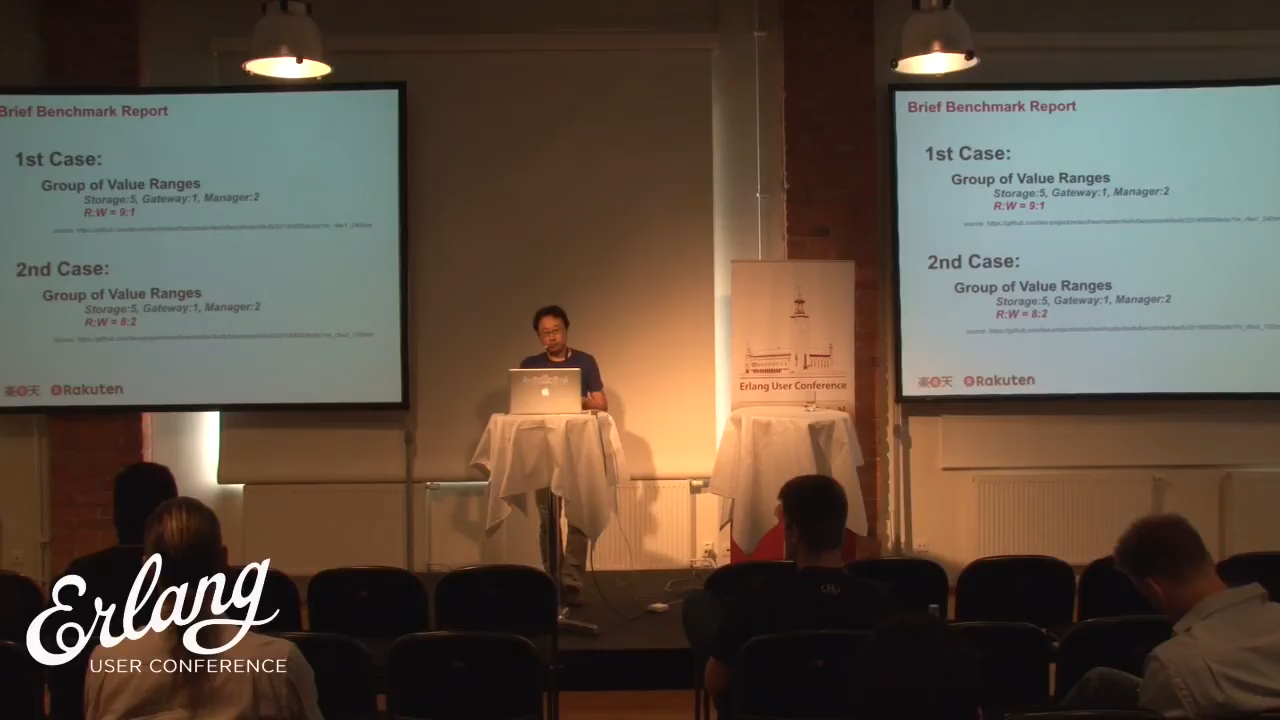 Brief Benchmark Report
1st Case:
Group of Value Ranges
Storage:5, Gateway:1, Manager:2
R:W = 9:1
2nd Case:
Group of Value Ranges
Storage:5, Gateway:1, Manager:2
R:W = 8:2
楽天 Rakuten
Brief Benchmark Report
1st Case:
Group of Value Ranges
Storage:5, Gateway:1, Manager:2
R:W = 9:1
2nd Case:
Group of Value Ranges
Storage:5, Gateway:1, Manager:2
R:W = 8:2
楽天 Rakuten
Erlang User Conference
Erlang
USER CONFERENCE